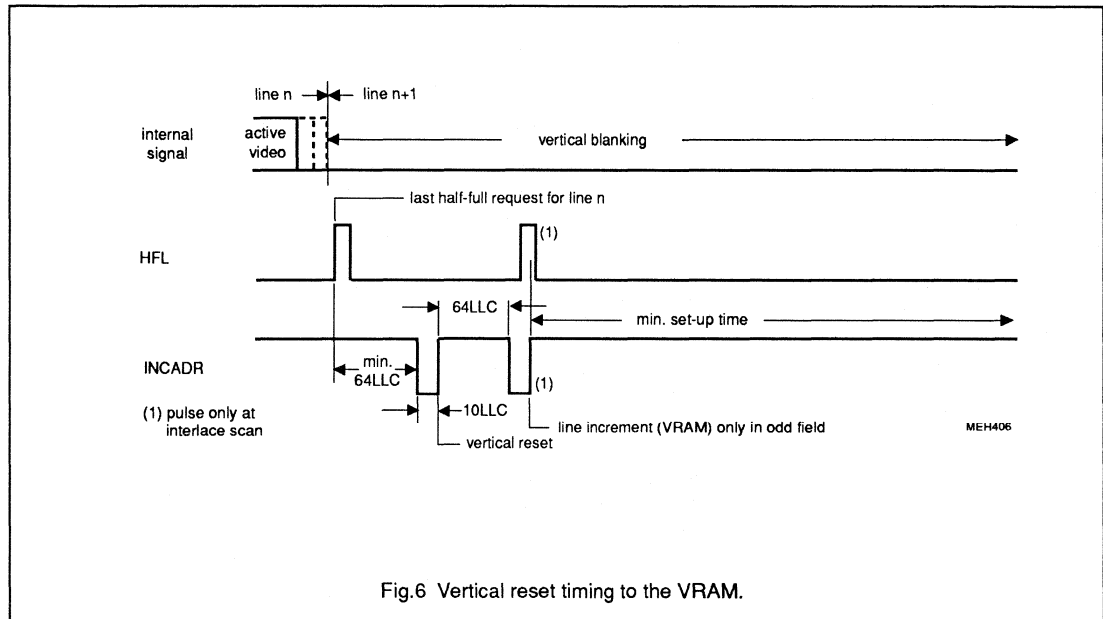 line n
line n+1
internal signal
active video
vertical blanking
last half-full request for line n
HFL
(1)
64LLC
min. set-up time
INCADR
min. 64LLC
(1)
(1) pulse only at
interlace scan
10LLC
line increment (VRAM) only in odd field
vertical reset
MEH406
Fig.6 Vertical reset timing to the VRAM.